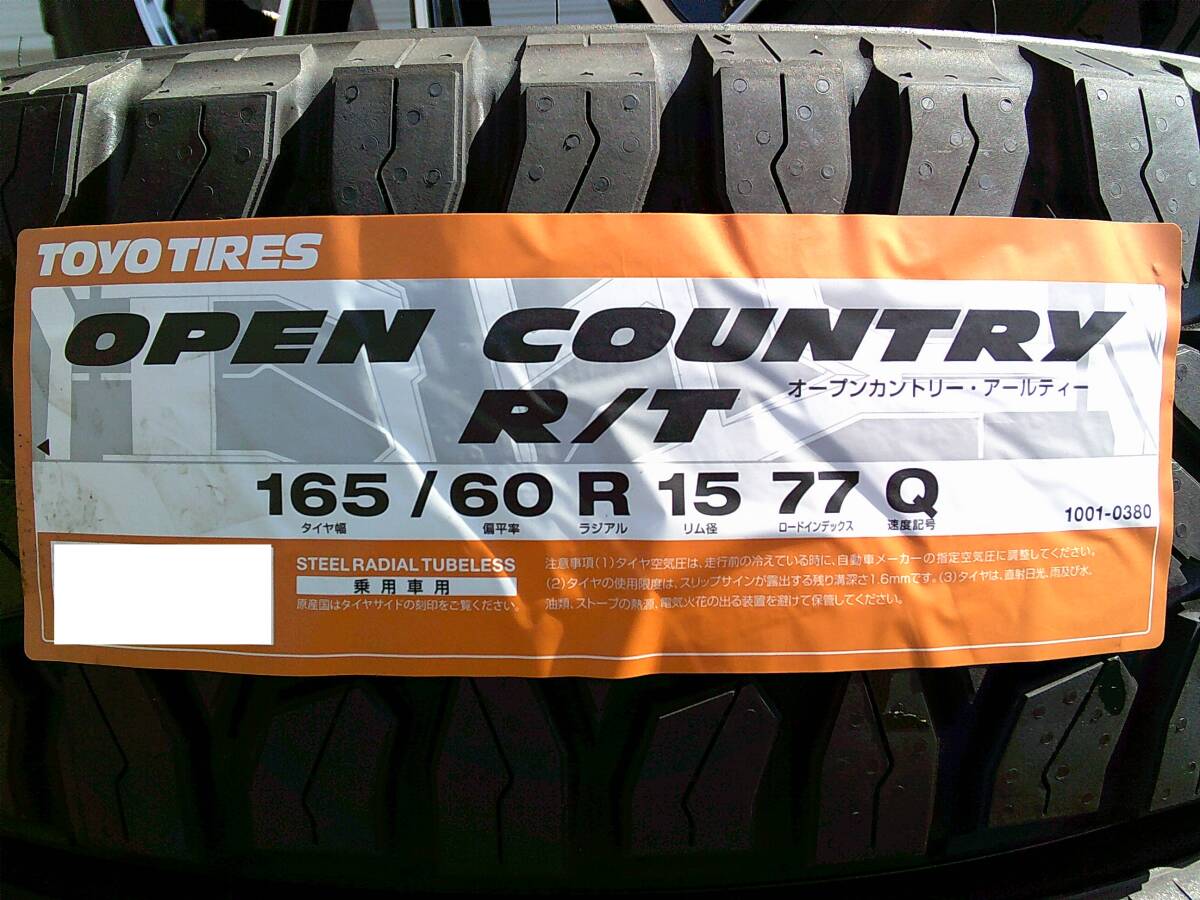 TOYO TIRES
OPEN COUNTRY
R/T
オープンカントリー・アールティー
165 / 60 R 15 77 Q
タイヤ幅 偏平率 ラジアル リム径 ロードインデックス 速度記号
1001-0380
STEEL RADIAL TUBELESS
乗用車用
原産国はタイヤサイドの刻印をご覧ください。
注意事項(1)タイヤ空気圧は、走行前の冷えている時に、自動車メーカーの指定空気圧に調整してください。
(2)タイヤの使用限度は、スリップサインが露出する残り溝深さ1.6mmです。(3)タイヤは、直射日光、雨及び水、
油類、ストーブの熱源、電気火花の出る装置を避けて保管してください。